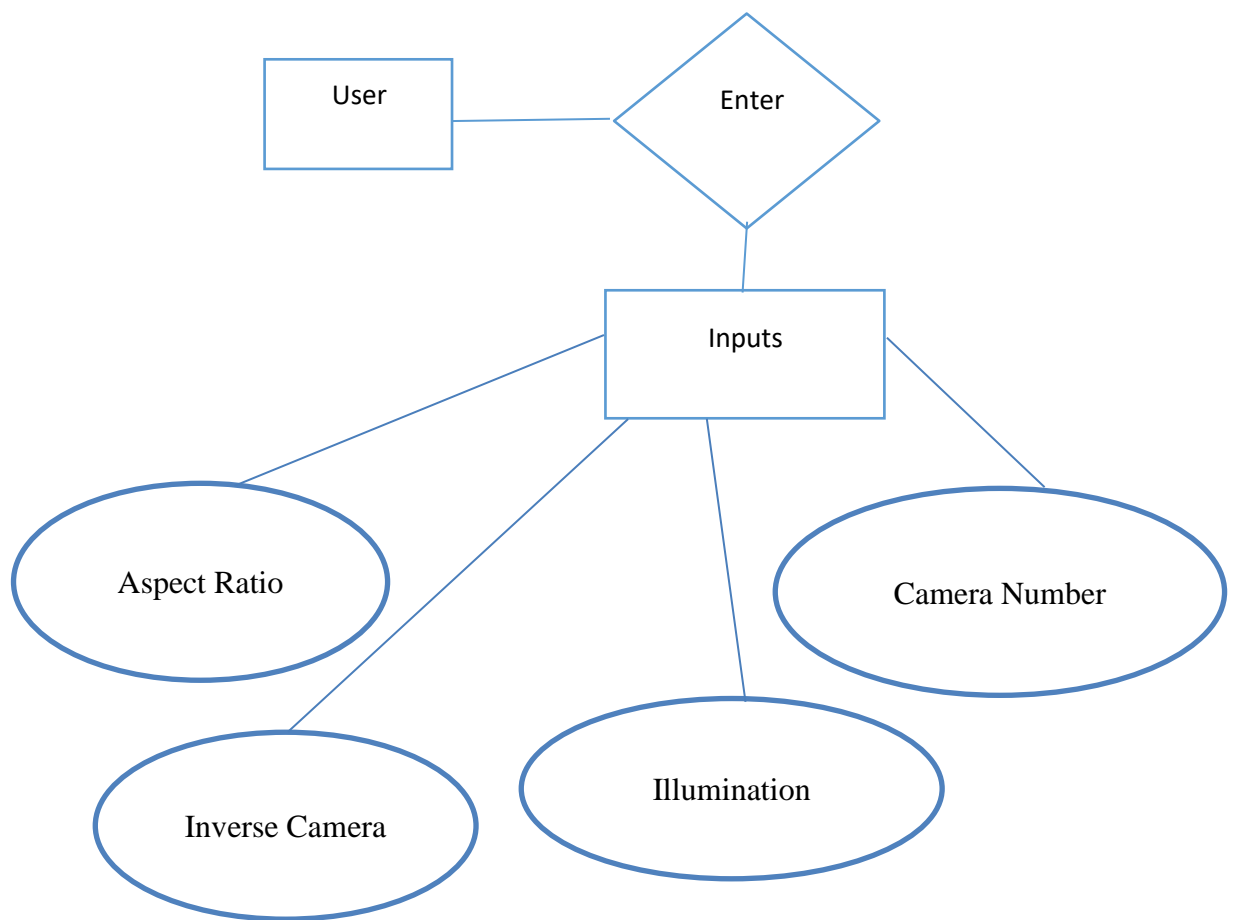 User
Enter
Inputs
Aspect Ratio
Camera Number
Illumination
Inverse Camera